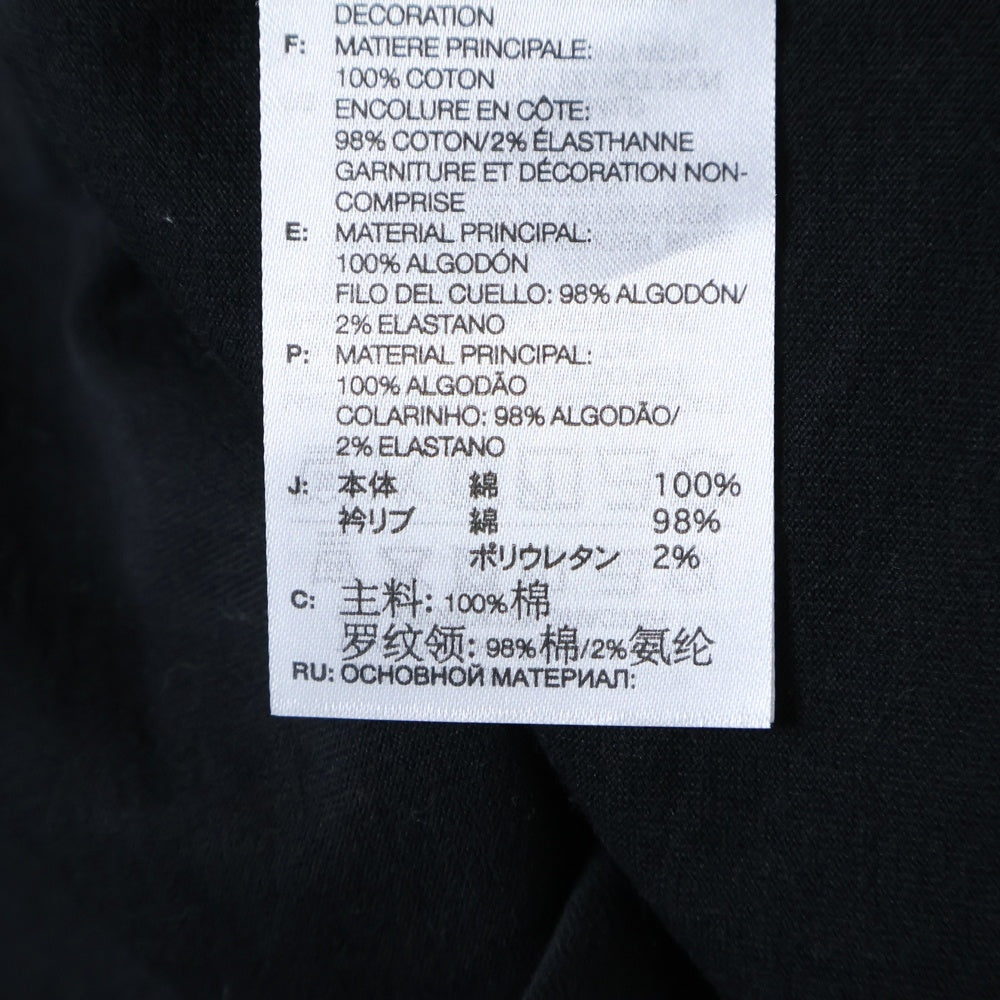 DECORATION
F: MATIERE PRINCIPALE:
100% COTON
ENCOLURE EN CÔTE:
98% COTON/2% ÉLASTHANNE
GARNITURE ET DÉCORATION NON-
COMPRISE
E: MATERIAL PRINCIPAL:
100% ALGODÓN
FILO DEL CUELLO: 98% ALGODÓN/
2% ELASTANO
P: MATERIAL PRINCIPAL:
100% ALGODÃO
COLARINHO: 98% ALGODÃO/
2% ELASTANO
J: 本体 綿 100%
衿リブ 綿 98%
ポリウレタン 2%
C: 主料: 100%棉
罗纹领: 98%棉/2%氨纶
RU: ОСНОВНОЙ МАТЕРИАЛ: